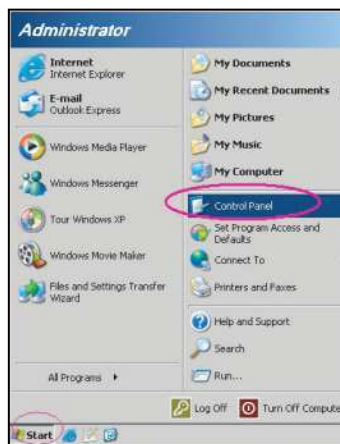 Administrator
Internet
Internet Explorer
E-mail
Outlook Express
Windows Media Player
Windows Messenger
Tour Windows XP
Windows Movie Maker
Files and Settings Transfer
Wizard
All Programs
My Documents
My Recent Documents
My Pictures
My Music
My Computer
Control Panel
Set Program Access and
Defaults
Connect To
Printers and Faxes
Help and Support
Search
Run...
Log Off
Turn Off Compute
Start